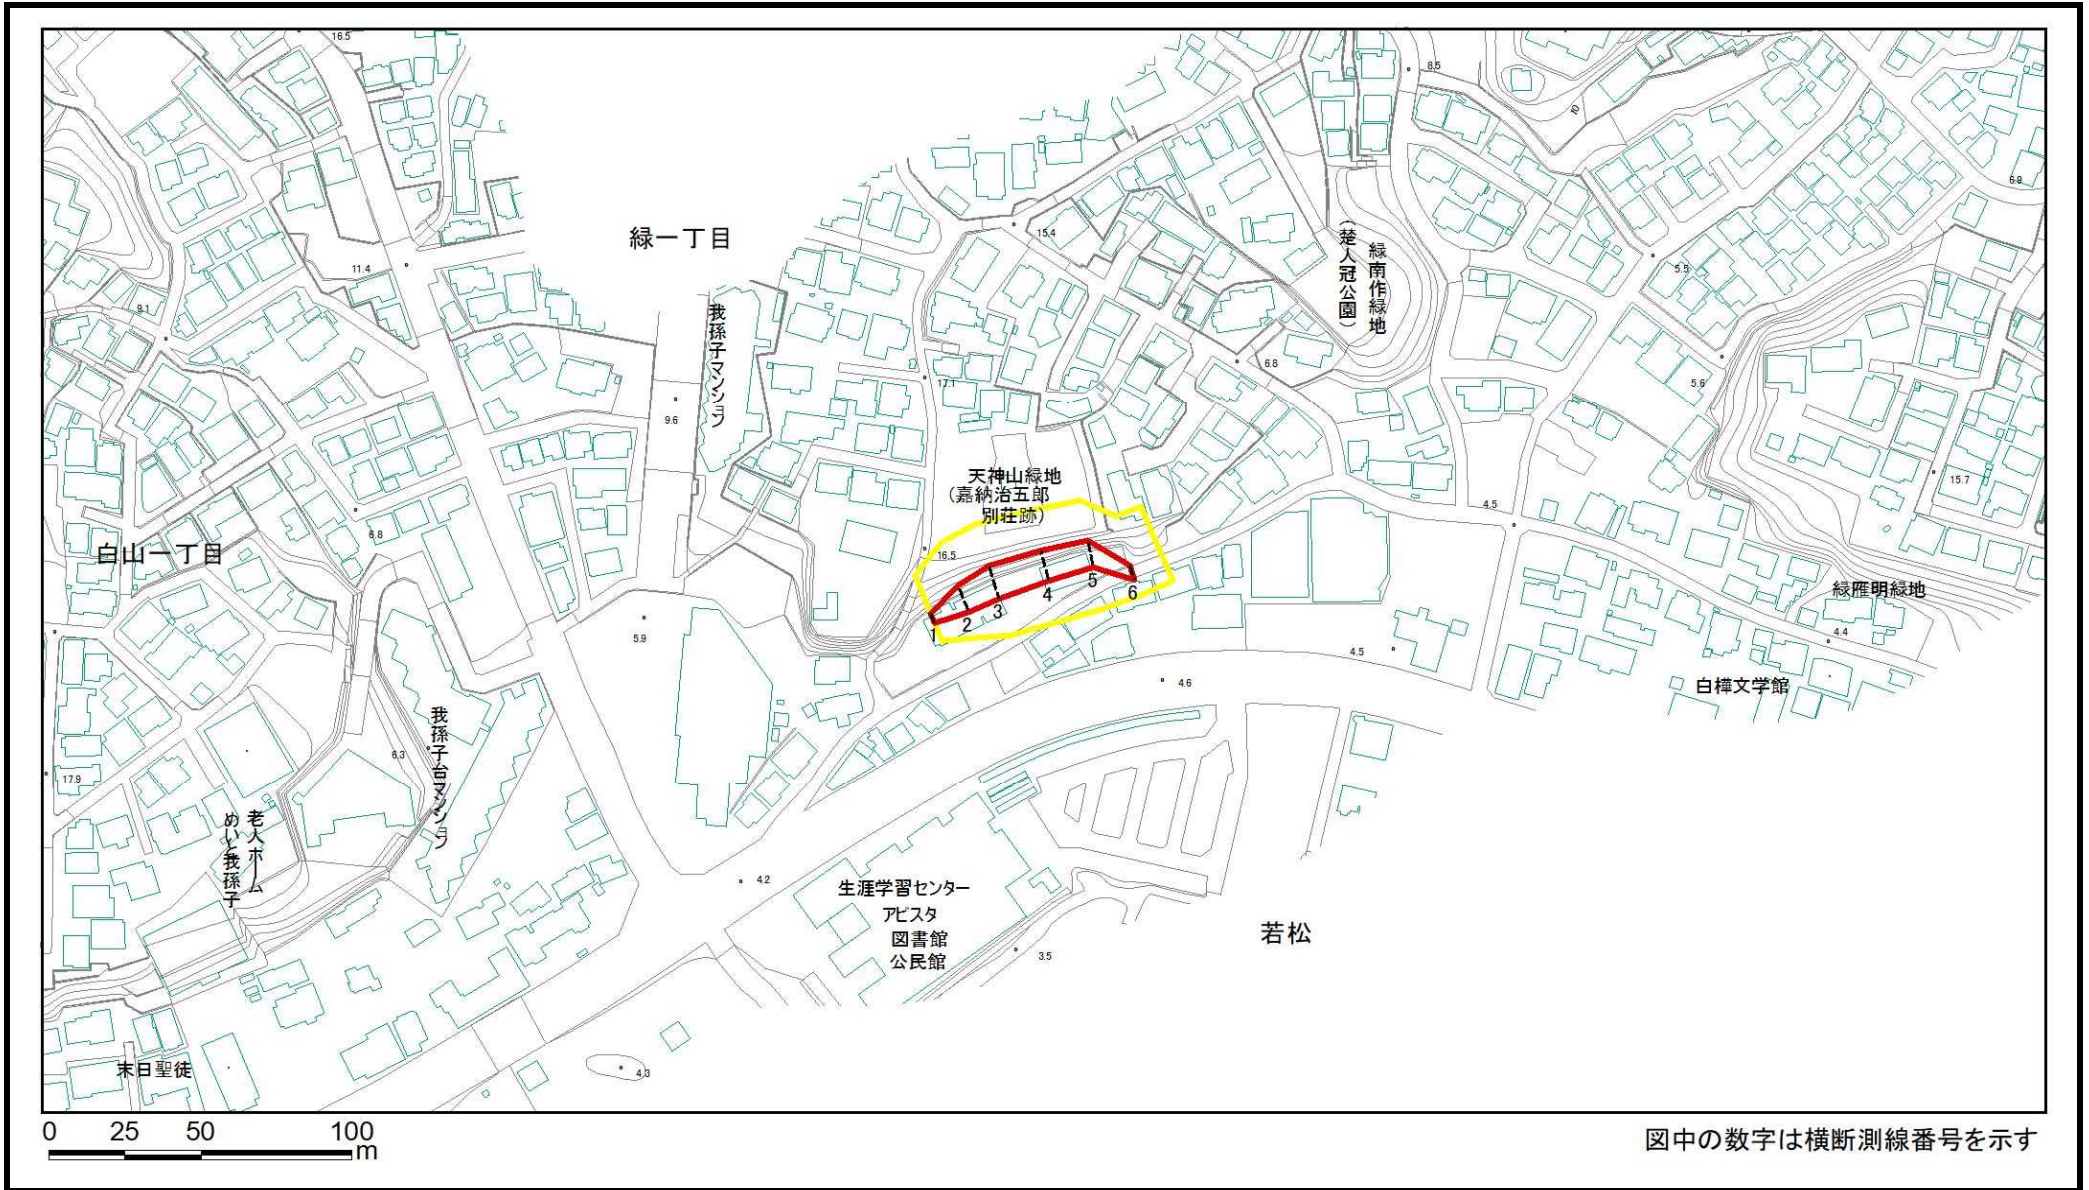 16.5
8.5
10
6.9
緑一丁目
15.4
緑南作緑地
(楚人冠公園)
11.4
5.5
9.1
我孫子マンション
6.8
17.1
5.6
9.6
天神山緑地
(嘉納治五郎
別荘跡)
15.7
4.5
6.8
白山一丁目
16.5
緑雁明緑地
1
2
3
4
5
6
5.9
4.4
4.5
4.6
白樺文学館
我孫子台マンション
6.3
17.9
老人ホーム
めいと我孫子
4.2
生涯学習センター
アビスタ
図書館
公民館
若松
3.5
末日聖徒
4.3
0 25 50 100
m
図中の数字は横断測線番号を示す